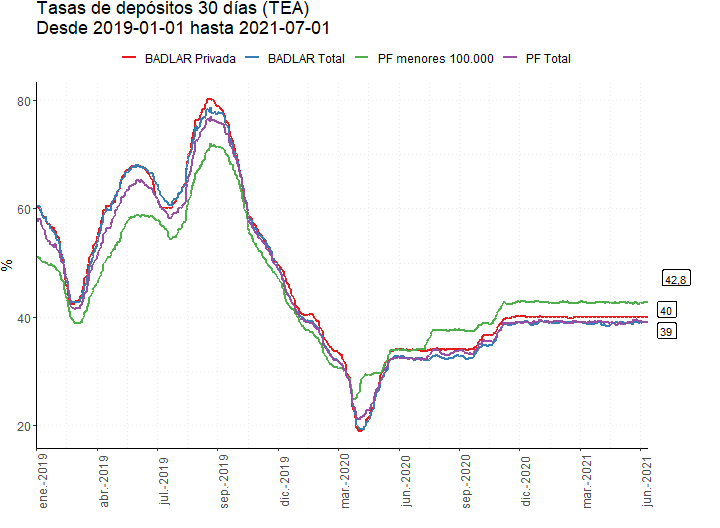 Tasas de depósitos 30 días (TEA)
Desde 2019-01-01 hasta 2021-07-01
BADLAR Privada BADLAR Total PF menores 100.000 PF Total
%
80
60
40
20
42,8
40
39
ene.-2019
abr.-2019
jul.-2019
sep.-2019
dic.-2019
mar.-2020
jun.-2020
sep.-2020
dic.-2020
mar.-2021
jun.-2021